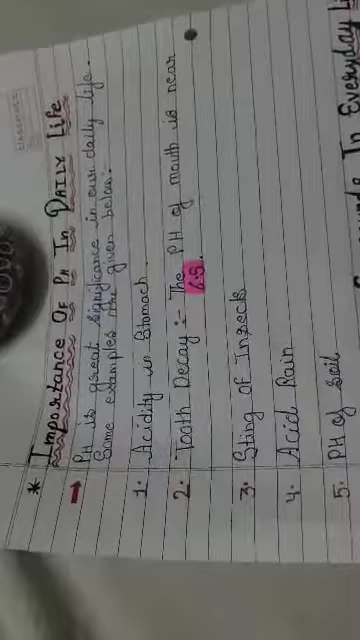 * Importance Of PH In Daily Life
→ PH is great significance in our daily life.
Some examples are given below:-
1. Acidity in Stomach.
2. Tooth Decay :- The PH of mouth is near
6.5.
3. Sting of Insects
4. Acid Rain
5. PH of Soil
In Everyday